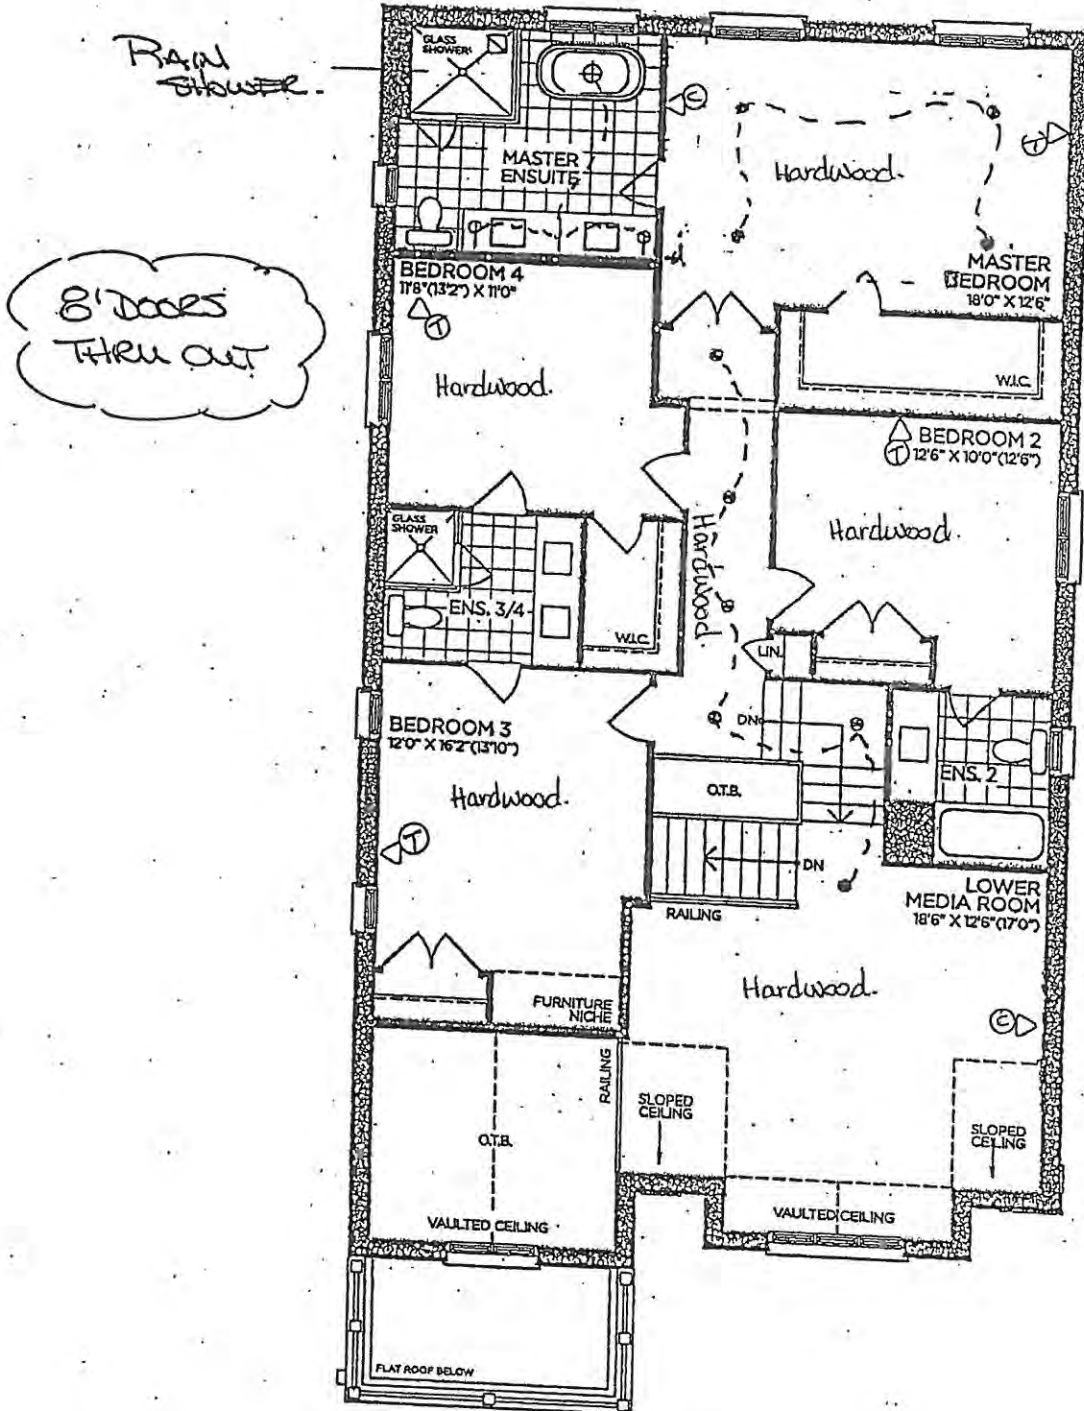 RAIN
SHOWER.
GLASS
SHOWER
MASTER
ENSUITE
C
T
Hardwood.
MASTER
BEDROOM
18'0" X 12'6"
8' DOORS
THRU OUT
BEDROOM 4
11'8"(13'2") X 11'0"
T
Hardwood.
W.I.C.
BEDROOM 2
T
12'6" X 10'0"(12'6")
Hardwood.
Hardwood.
GLASS
SHOWER
ENS. 3/4
W.I.C.
LIN.
BEDROOM 3
12'0" X 16'2"(13'10")
Hardwood.
T
DN
O.T.B.
DN
RAILING
ENS. 2
LOWER
MEDIA ROOM
18'6" X 12'6"(17'0")
Hardwood.
C
FURNITURE
NICHE
RAILING
SLOPED
CEILING
SLOPED
CEILING
O.T.B.
VAULTED CEILING
VAULTED CEILING
FLAT ROOF BELOW